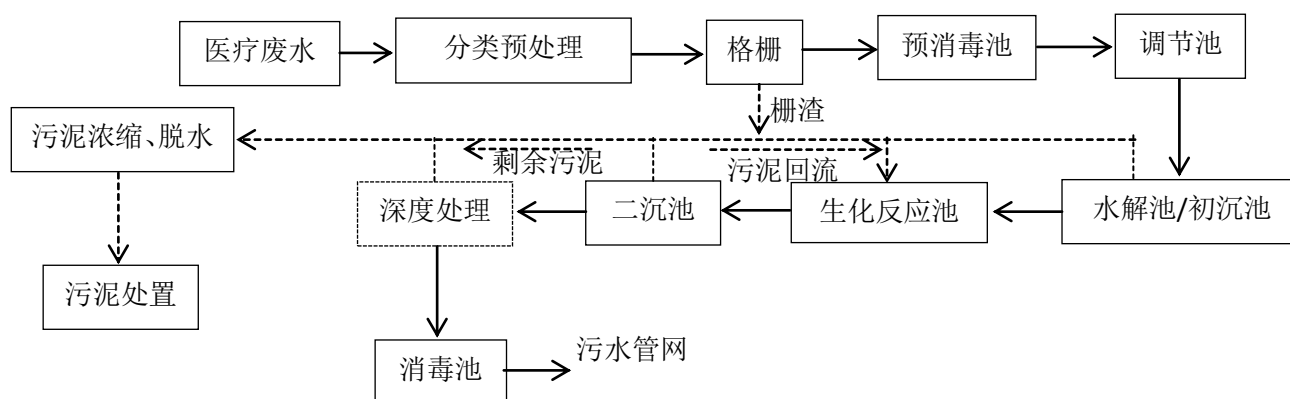 医疗废水
分类预处理
格栅
预消毒池
调节池
栅渣
污泥浓缩、脱水
剩余污泥
污泥回流
深度处理
二沉池
生化反应池
水解池/初沉池
污泥处置
消毒池
污水管网